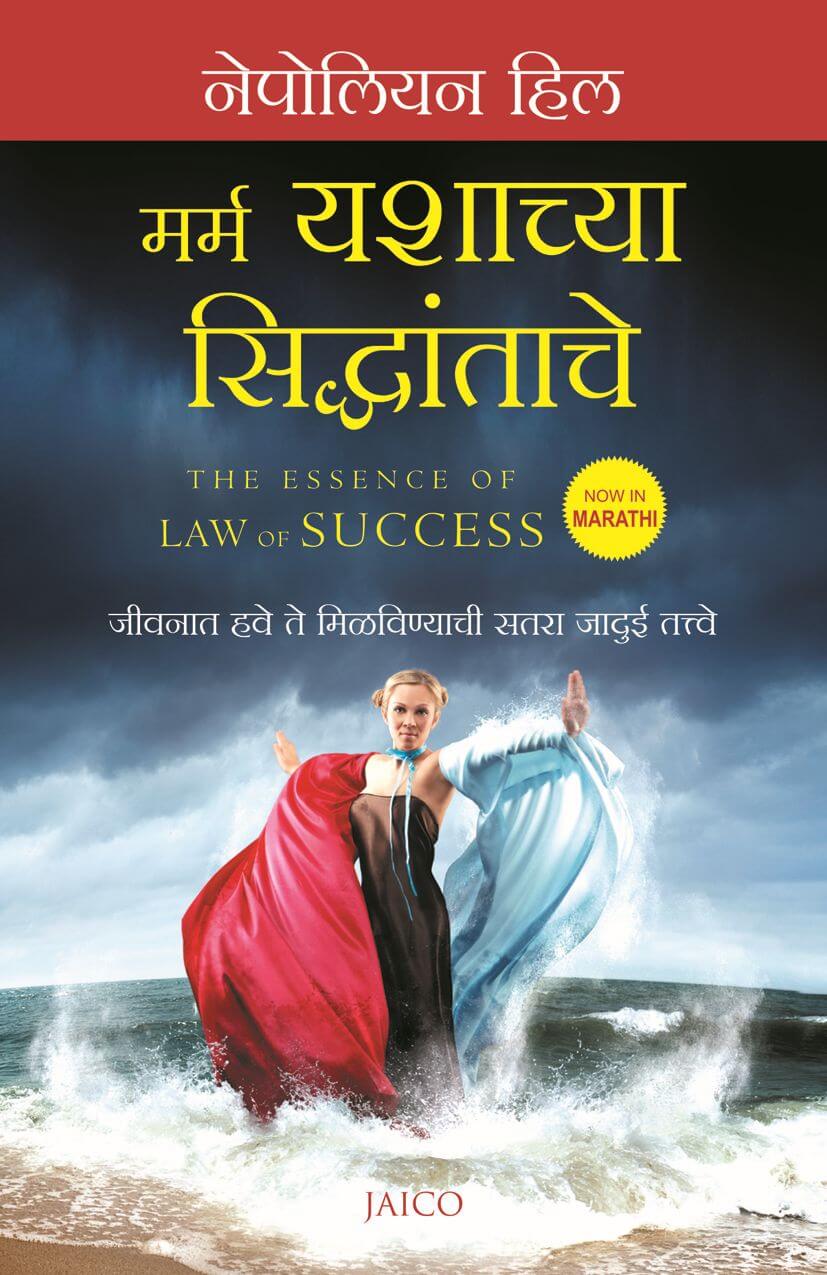 नेपोलियन हिल
मर्म यशाच्या
सिद्धांताचे
THE ESSENCE OF
LAW OF SUCCESS
NOW IN
MARATHI
जीवनात हवे ते मिळविण्याची सतरा जादुई तत्त्वे
JAICO